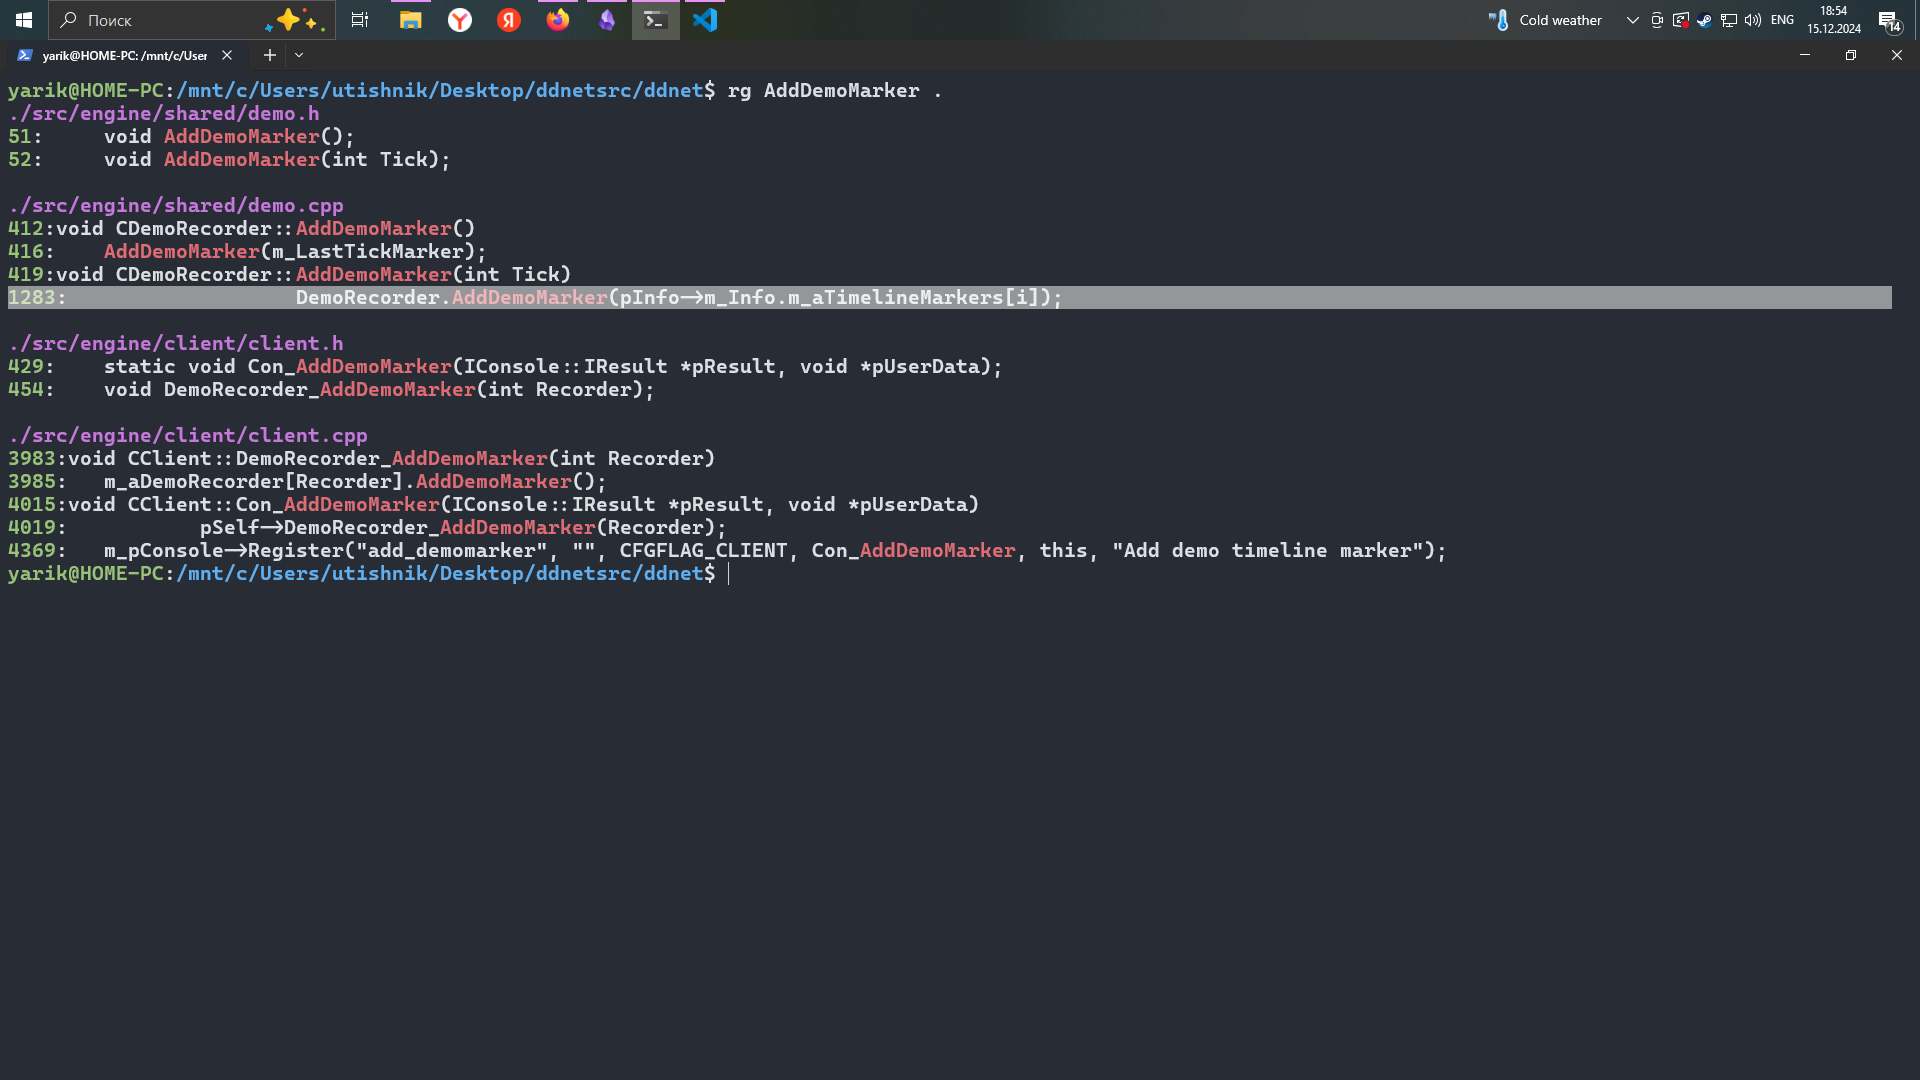 Поиск
Cold weather
ENG
18:54
15.12.2024
14
yarik@HOME-PC: /mnt/c/User
yarik@HOME-PC:/mnt/c/Users/utishnik/Desktop/ddnetsrc/ddnet$ rg AddDemoMarker .
./src/engine/shared/demo.h
51:     void AddDemoMarker();
52:     void AddDemoMarker(int Tick);
./src/engine/shared/demo.cpp
412:void CDemoRecorder::AddDemoMarker()
416:    AddDemoMarker(m_LastTickMarker);
419:void CDemoRecorder::AddDemoMarker(int Tick)
1283:                   DemoRecorder.AddDemoMarker(pInfo->m_Info.m_aTimelineMarkers[i]);
./src/engine/client/client.h
429:    static void Con_AddDemoMarker(IConsole::IResult *pResult, void *pUserData);
454:    void DemoRecorder_AddDemoMarker(int Recorder);
./src/engine/client/client.cpp
3983:void CClient::DemoRecorder_AddDemoMarker(int Recorder)
3985:   m_aDemoRecorder[Recorder].AddDemoMarker();
4015:void CClient::Con_AddDemoMarker(IConsole::IResult *pResult, void *pUserData)
4019:           pSelf->DemoRecorder_AddDemoMarker(Recorder);
4369:   m_pConsole->Register("add_demomarker", "", CFGFLAG_CLIENT, Con_AddDemoMarker, this, "Add demo timeline marker");
yarik@HOME-PC:/mnt/c/Users/utishnik/Desktop/ddnetsrc/ddnet$